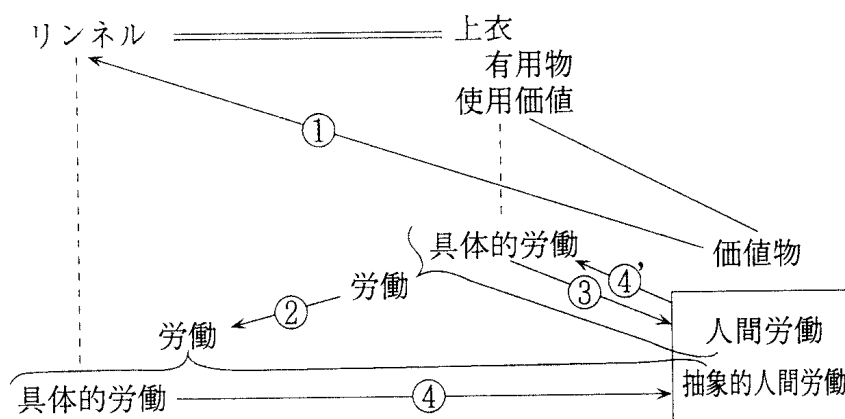 リンネル
上衣
有用物
使用価値
①
具体的労働
価値物
④'
③
労働
②
人間労働
労働
抽象的人間労働
具体的労働
④